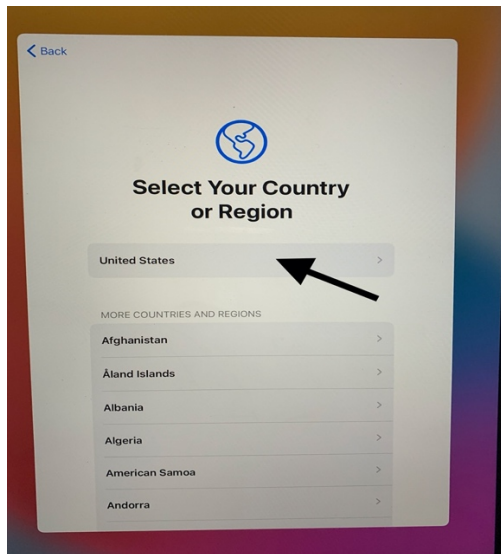 Back
Select Your Country
or Region
United States
MORE COUNTRIES AND REGIONS
Afghanistan
Åland Islands
Albania
Algeria
American Samoa
Andorra